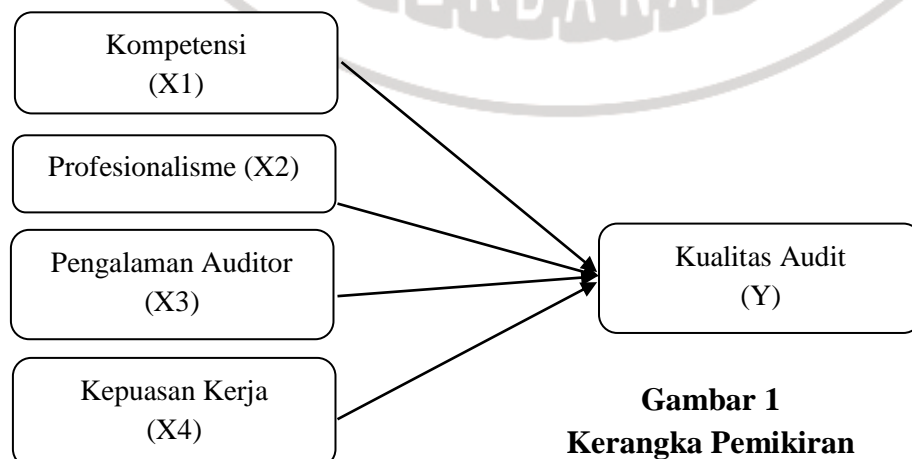 Kompetensi
(X1)
Profesionalisme (X2)
Pengalaman Auditor
(X3)
Kepuasan Kerja
(X4)
Kualitas Audit
(Y)
Gambar 1
Kerangka Pemikiran